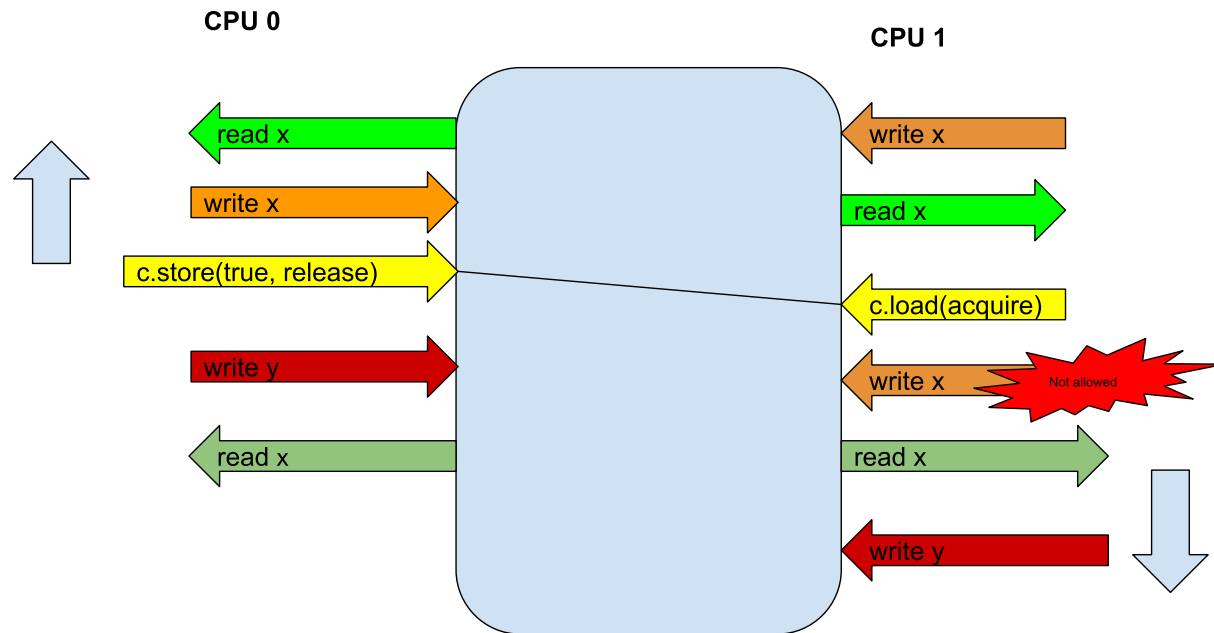 CPU 0
read x
write x
c.store(true, release)
write y
read x
CPU 1
write x
read x
c.load(acquire)
write x
Not allowed
read x
write y